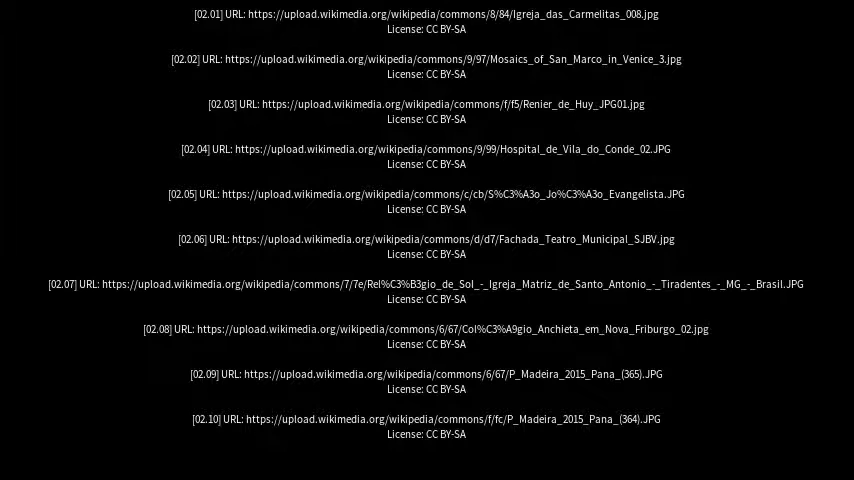 [02.01] URL: https://upload.wikimedia.org/wikipedia/commons/8/84/Igreja_das_Carmelitas_008.jpg
License: CC BY-SA
[02.02] URL: https://upload.wikimedia.org/wikipedia/commons/9/97/Mosaics_of_San_Marco_in_Venice_3.jpg
License: CC BY-SA
[02.03] URL: https://upload.wikimedia.org/wikipedia/commons/f/f5/Renier_de_Huy_JPG01.jpg
License: CC BY-SA
[02.04] URL: https://upload.wikimedia.org/wikipedia/commons/9/99/Hospital_de_Vila_do_Conde_02.JPG
License: CC BY-SA
[02.05] URL: https://upload.wikimedia.org/wikipedia/commons/c/cb/S%C3%A3o_Jo%C3%A3o_Evangelista.JPG
License: CC BY-SA
[02.06] URL: https://upload.wikimedia.org/wikipedia/commons/d/d7/Fachada_Teatro_Municipal_SJBV.jpg
License: CC BY-SA
[02.07] URL: https://upload.wikimedia.org/wikipedia/commons/7/7e/Rel%C3%B3gio_de_Sol_-_Igreja_Matriz_de_Santo_Antonio_-_Tiradentes_-_MG_-_Brasil.JPG
License: CC BY-SA
[02.08] URL: https://upload.wikimedia.org/wikipedia/commons/6/67/Col%C3%A9gio_Anchieta_em_Nova_Friburgo_02.jpg
License: CC BY-SA
[02.09] URL: https://upload.wikimedia.org/wikipedia/commons/6/67/P_Madeira_2015_Pana_(365).JPG
License: CC BY-SA
[02.10] URL: https://upload.wikimedia.org/wikipedia/commons/f/fc/P_Madeira_2015_Pana_(364).JPG
License: CC BY-SA